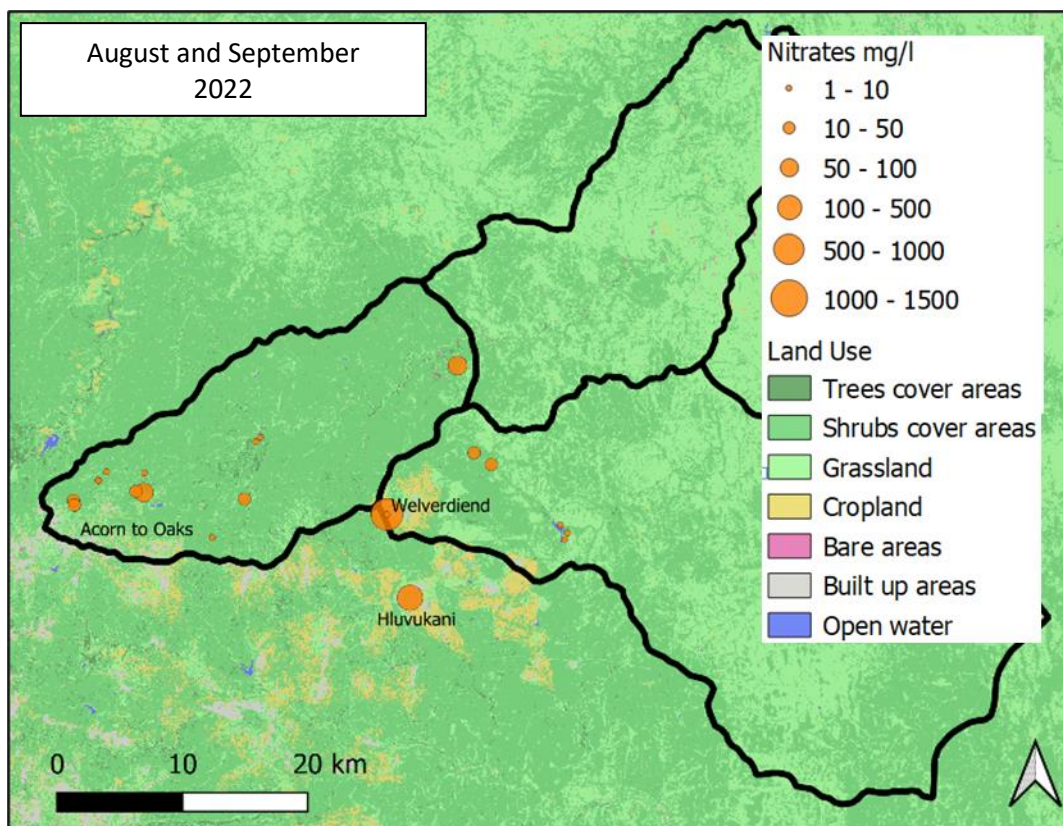 August and September
2022
Nitrates mg/l
1 - 10
10 - 50
50 - 100
100 - 500
500 - 1000
1000 - 1500
Land Use
Trees cover areas
Shrubs cover areas
Grassland
Cropland
Bare areas
Built up areas
Open water
Welverdiend
Acorn to Oaks
Hluvukani
0 10 20 km